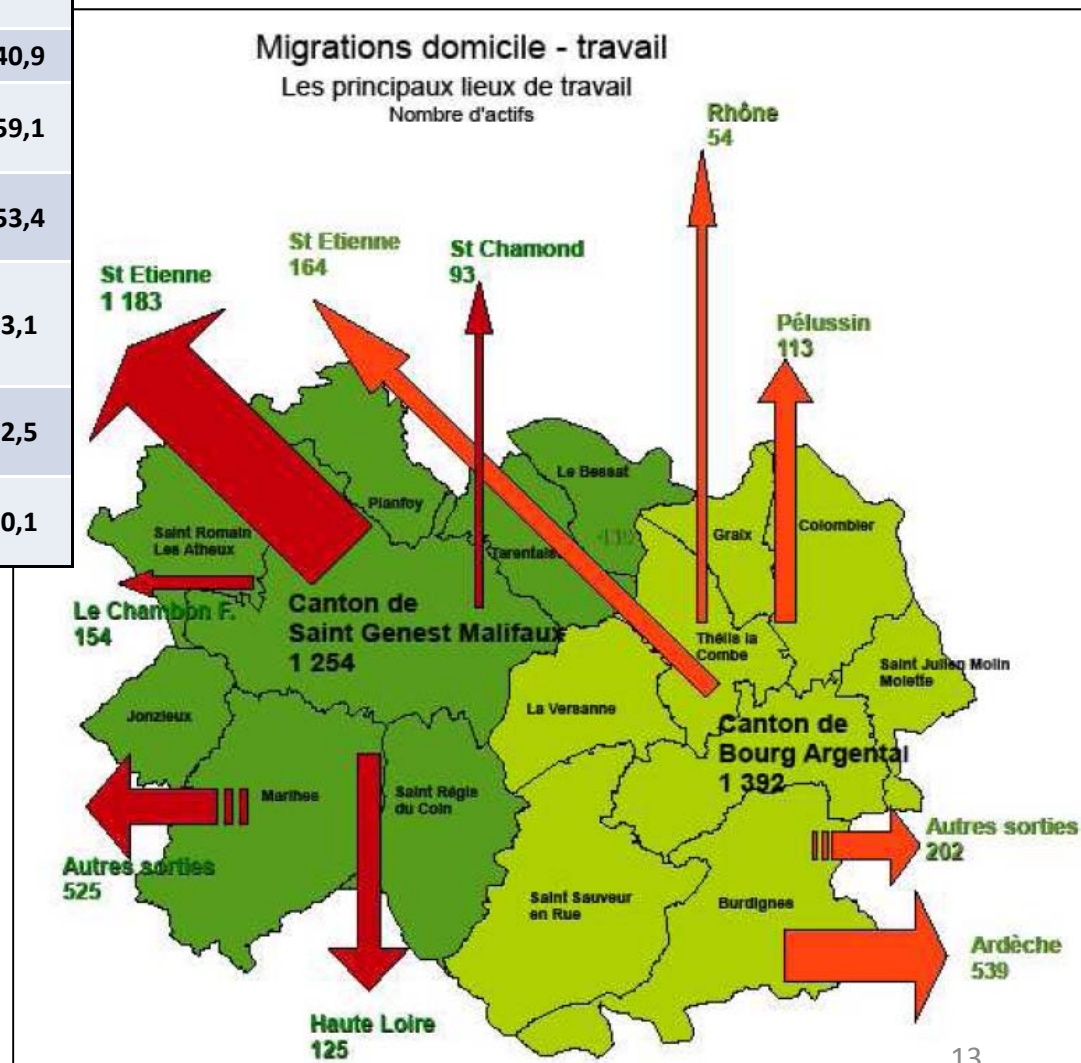 40,9
59,1
53,4
3,1
2,5
0,1
Migrations domicile - travail
Les principaux lieux de travail
Nombre d'actifs
Rhône
54
St Etienne
164
St Chamond
93
St Etienne
1 183
Pélussin
113
Le Bessat
Planfoy
Saint Romain
Les Atheux
Graix
Colombier
Tarentaise
Le Chambon F.
154
Canton de
Saint Genest Malifaux
1 254
Thélis la
Combe
Saint Julien Molin
Molette
Jonzieux
La Versanne
Canton de
Bourg Argental
1 392
Marlhes
Saint Régis
du Coin
Autres sorties
525
Autres sorties
202
Saint Sauveur
en Rue
Burdignes
Ardèche
539
Haute Loire
125
13